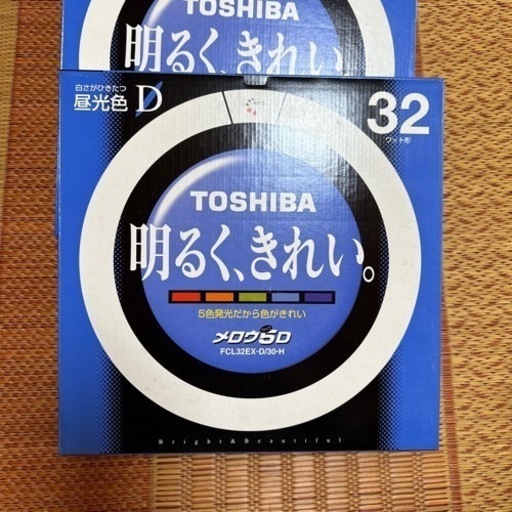 TOSHIBA
明るく、きれい。
白さがひきたつ
昼光色 D
32
ワット形
TOSHIBA
明るく、きれい。
5色発光だから色がきれい
メロウ5D
FCL32EX-D/30-H
Bright & Beautiful